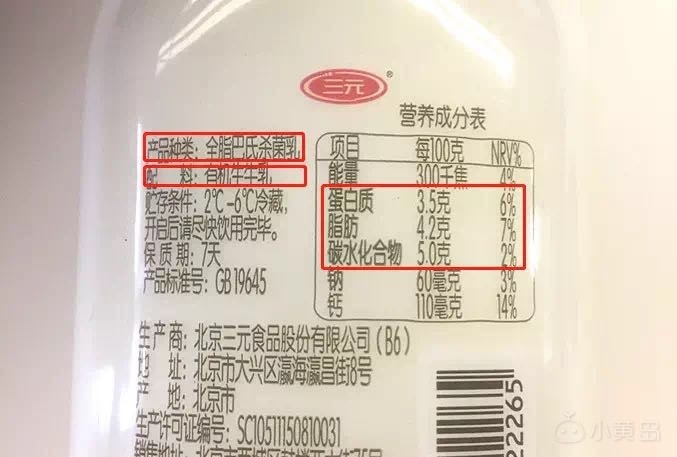 三元®
营养成分表
产品种类：全脂巴氏杀菌乳
配 料：有机生牛乳
贮存条件：2℃-6℃冷藏，
开启后请尽快饮用完毕。
保 质 期：7天
产品标准号：GB 19645
项目 每100克 NRV%
能量 300千焦 4%
蛋白质 3.5克 6%
脂肪 4.2克 7%
碳水化合物 5.0克 2%
钠 60毫克 3%
钙 110毫克 14%
生 产 商：北京三元食品股份有限公司（B6）
地 址：北京市大兴区瀛海瀛昌街8号
产 地：北京市
生产许可证编号：SC10511150810031
22265
小黄岛